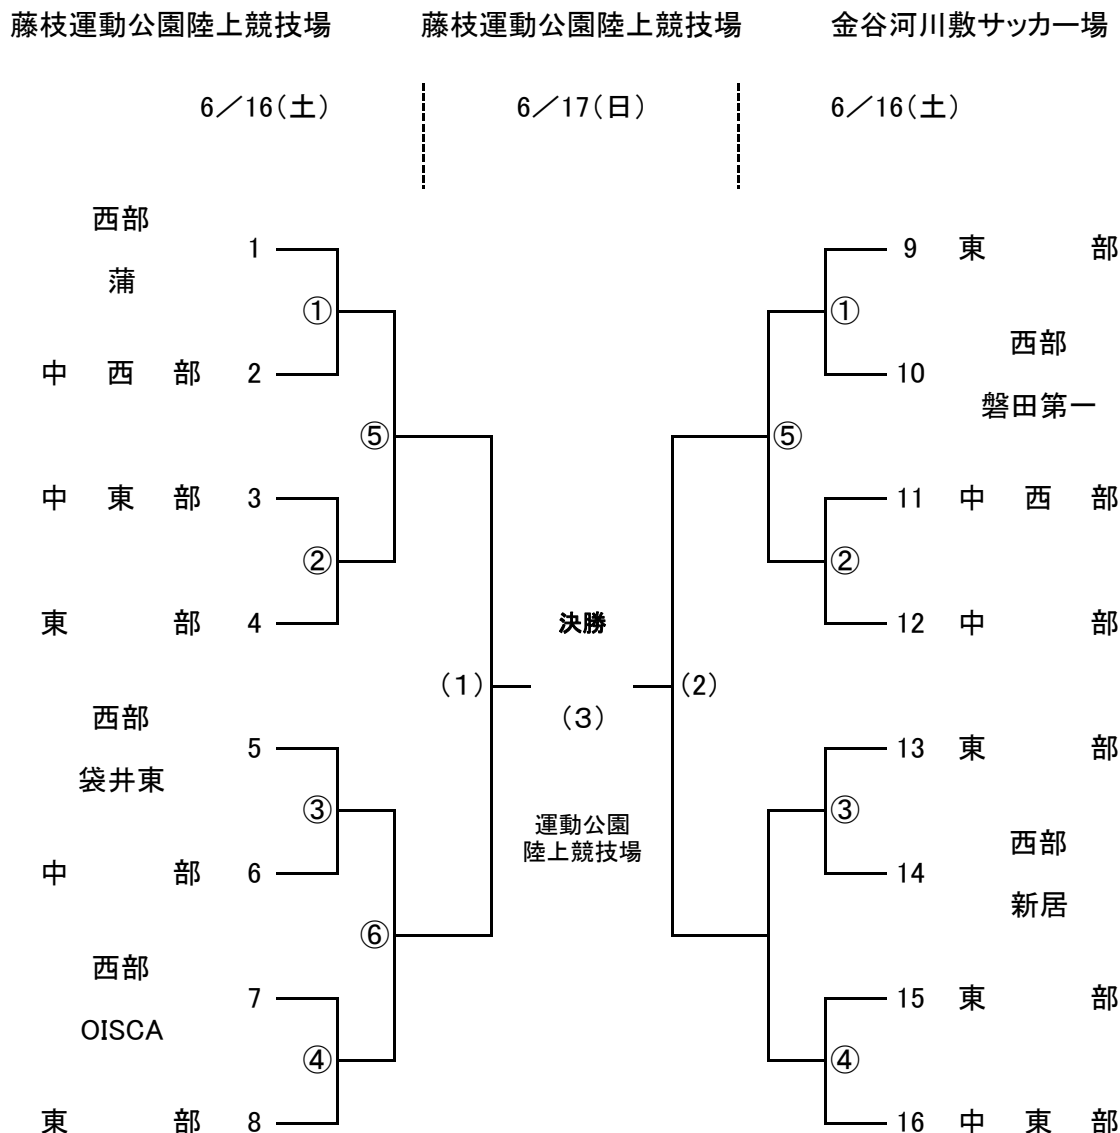 藤枝運動公園陸上競技場 藤枝運動公園陸上競技場 金谷河川敷サッカー場
6／16(土) 6／17(日) 6／16(土)
西部
1 9 東 部
蒲
① ①
西部
中 西 部 2 10
磐田第一
⑤ ⑤
中 東 部 3 11 中 西 部
② ②
東 部 4 決勝 12 中 部
(1) (2)
西部 (3)
5 13 東 部
袋井東
③ 運動公園 ③
陸上競技場 西部
中 部 6 14
新居
⑥
西部
7 15 東 部
OISCA
④ ④
東 部 8 16 中 東 部